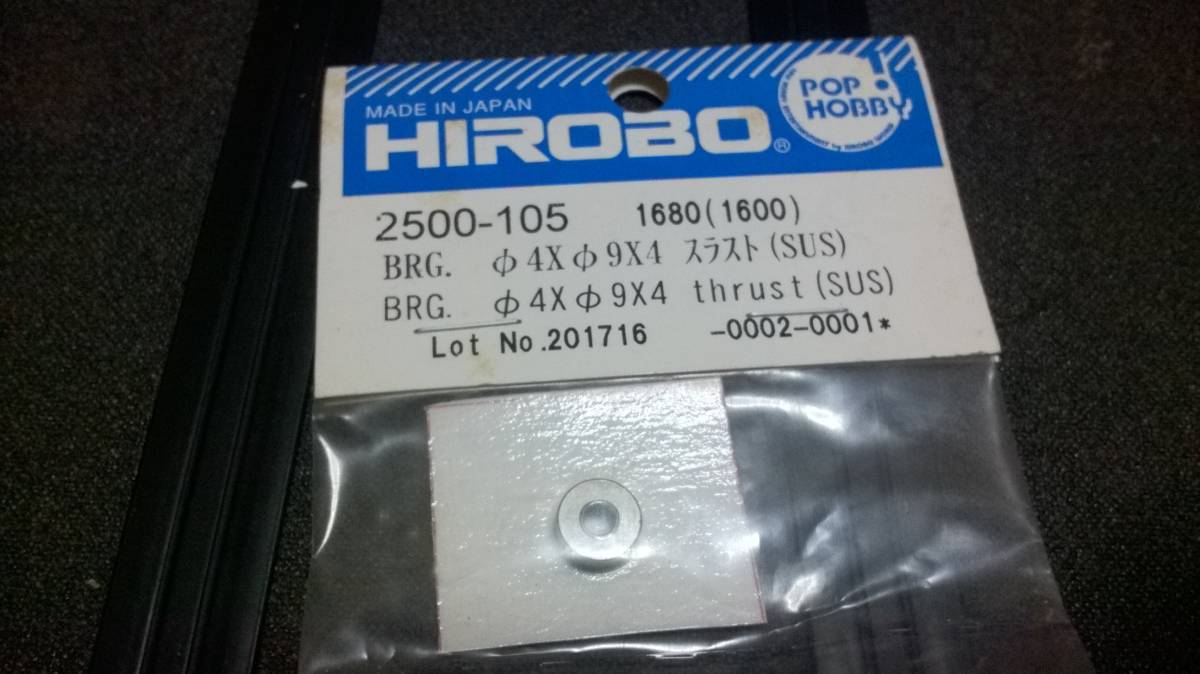 MADE IN JAPAN
HIROBO®
POP!
HOBBY
2500-105 1680(1600)
BRG. φ4Xφ9X4 スラスト(SUS)
BRG. φ4Xφ9X4 thrust(SUS)
Lot No.201716 -0002-0001*